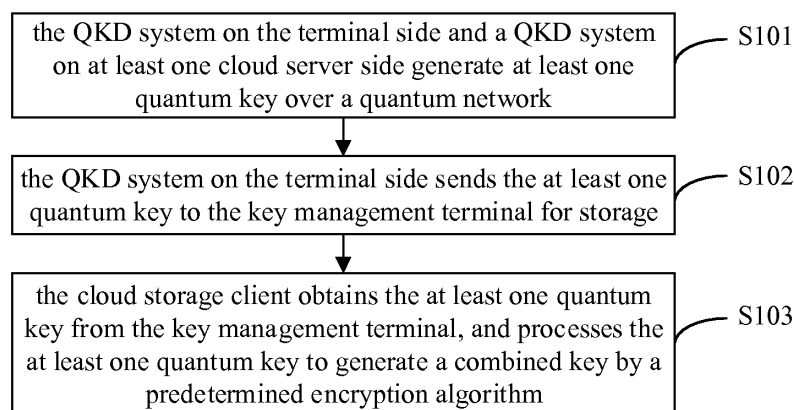 the QKD system on the terminal side and a QKD system
on at least one cloud server side generate at least one
quantum key over a quantum network
S101
the QKD system on the terminal side sends the at least one
quantum key to the key management terminal for storage
S102
the cloud storage client obtains the at least one quantum
key from the key management terminal, and processes the
at least one quantum key to generate a combined key by a
predetermined encryption algorithm
S103